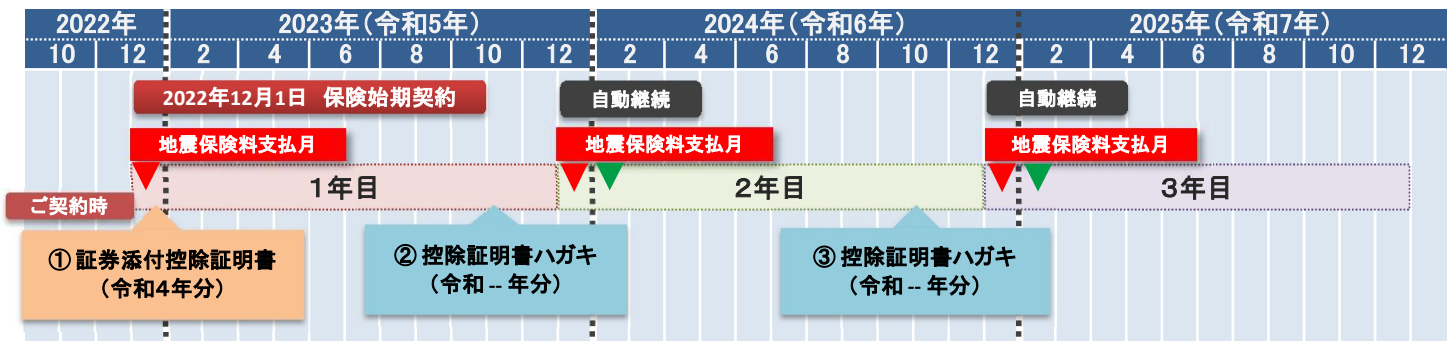 2022年 2023年（令和5年） 2024年（令和6年） 2025年（令和7年）
10 12 2 4 6 8 10 12 2 4 6 8 10 12 2 4 6 8 10 12
2022年12月1日　保険始期契約
自動継続
自動継続
地震保険料支払月
地震保険料支払月
地震保険料支払月
1年目
2年目
3年目
ご契約時
① 証券添付控除証明書
（令和4年分）
② 控除証明書ハガキ
（令和 -- 年分）
③ 控除証明書ハガキ
（令和 -- 年分）